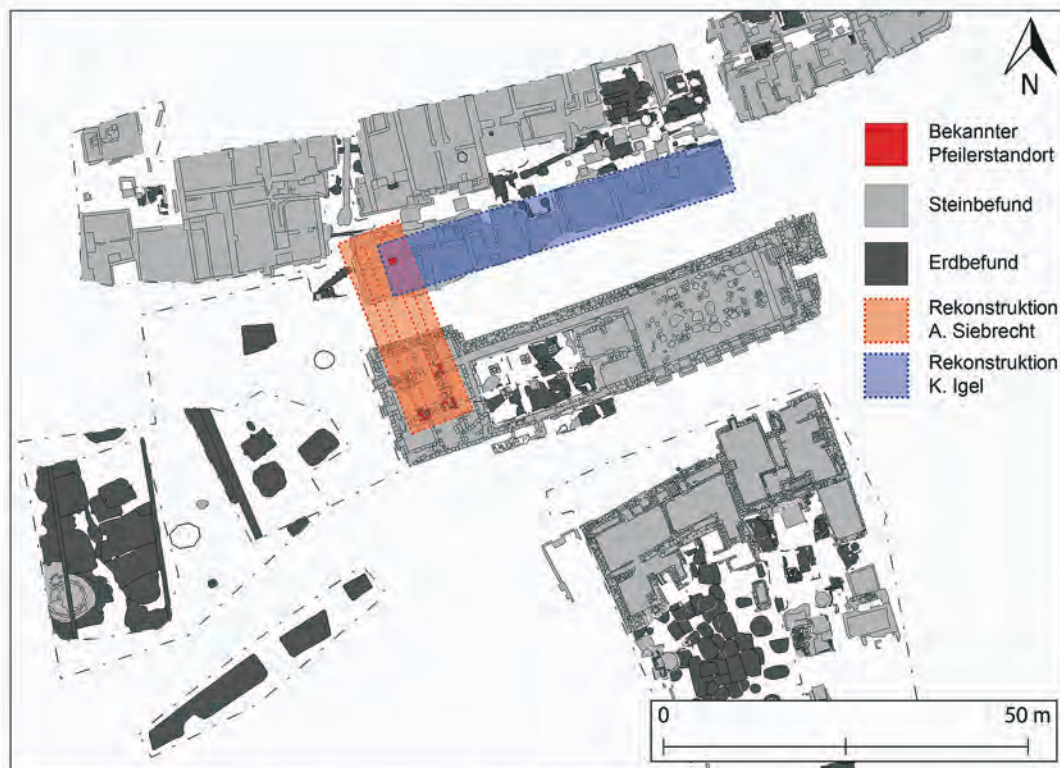 N
Bekannter
Pfeilerstandort
Steinbefund
Erdbefund
Rekonstruktion
A. Siebrecht
Rekonstruktion
K. Igel
0 50 m